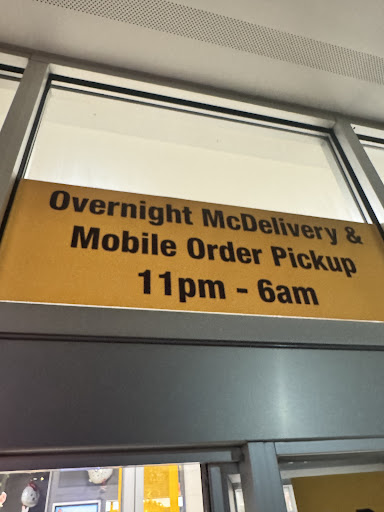 Overnight McDelivery &
Mobile Order Pickup
11pm - 6am